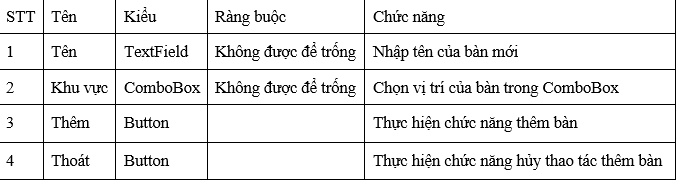 STT Tên Kiểu Ràng buộc Chức năng
1 Tên TextField Không được để trống Nhập tên của bàn mới
2 Khu vực ComboBox Không được để trống Chọn vị trí của bàn trong ComboBox
3 Thêm Button Thực hiện chức năng thêm bàn
4 Thoát Button Thực hiện chức năng hủy thao tác thêm bàn